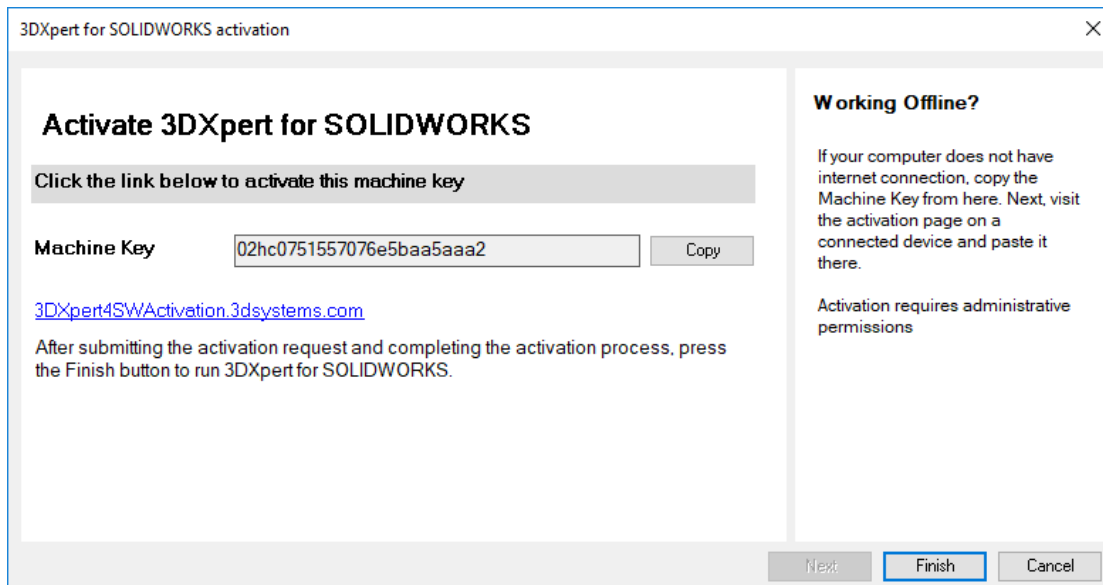 3DXpert for SOLIDWORKS activation
Activate 3DXpert for SOLIDWORKS
Click the link below to activate this machine key
Machine Key
02hc0751557076e5baa5aaa2
Copy
3DXpert4SWActivation.3dsystems.com
After submitting the activation request and completing the activation process, press
the Finish button to run 3DXpert for SOLIDWORKS.
Working Offline?
If your computer does not have
internet connection, copy the
Machine Key from here. Next, visit
the activation page on a
connected device and paste it
there.
Activation requires administrative
permissions
Next
Finish
Cancel